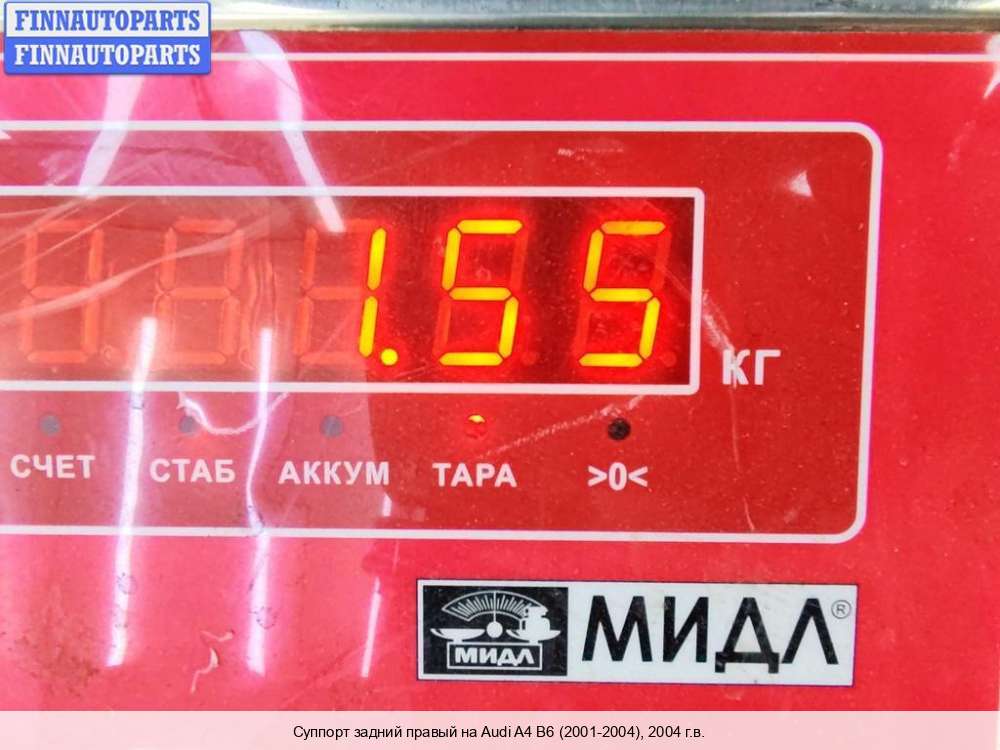 FINNAUTOPARTS
FINNAUTOPARTS
1.55
КГ
СЧЕТ СТАБ АККУМ ТАРА >0<
МИДЛ МИДЛ®
Суппорт задний правый на Audi A4 B6 (2001-2004), 2004 г.в.